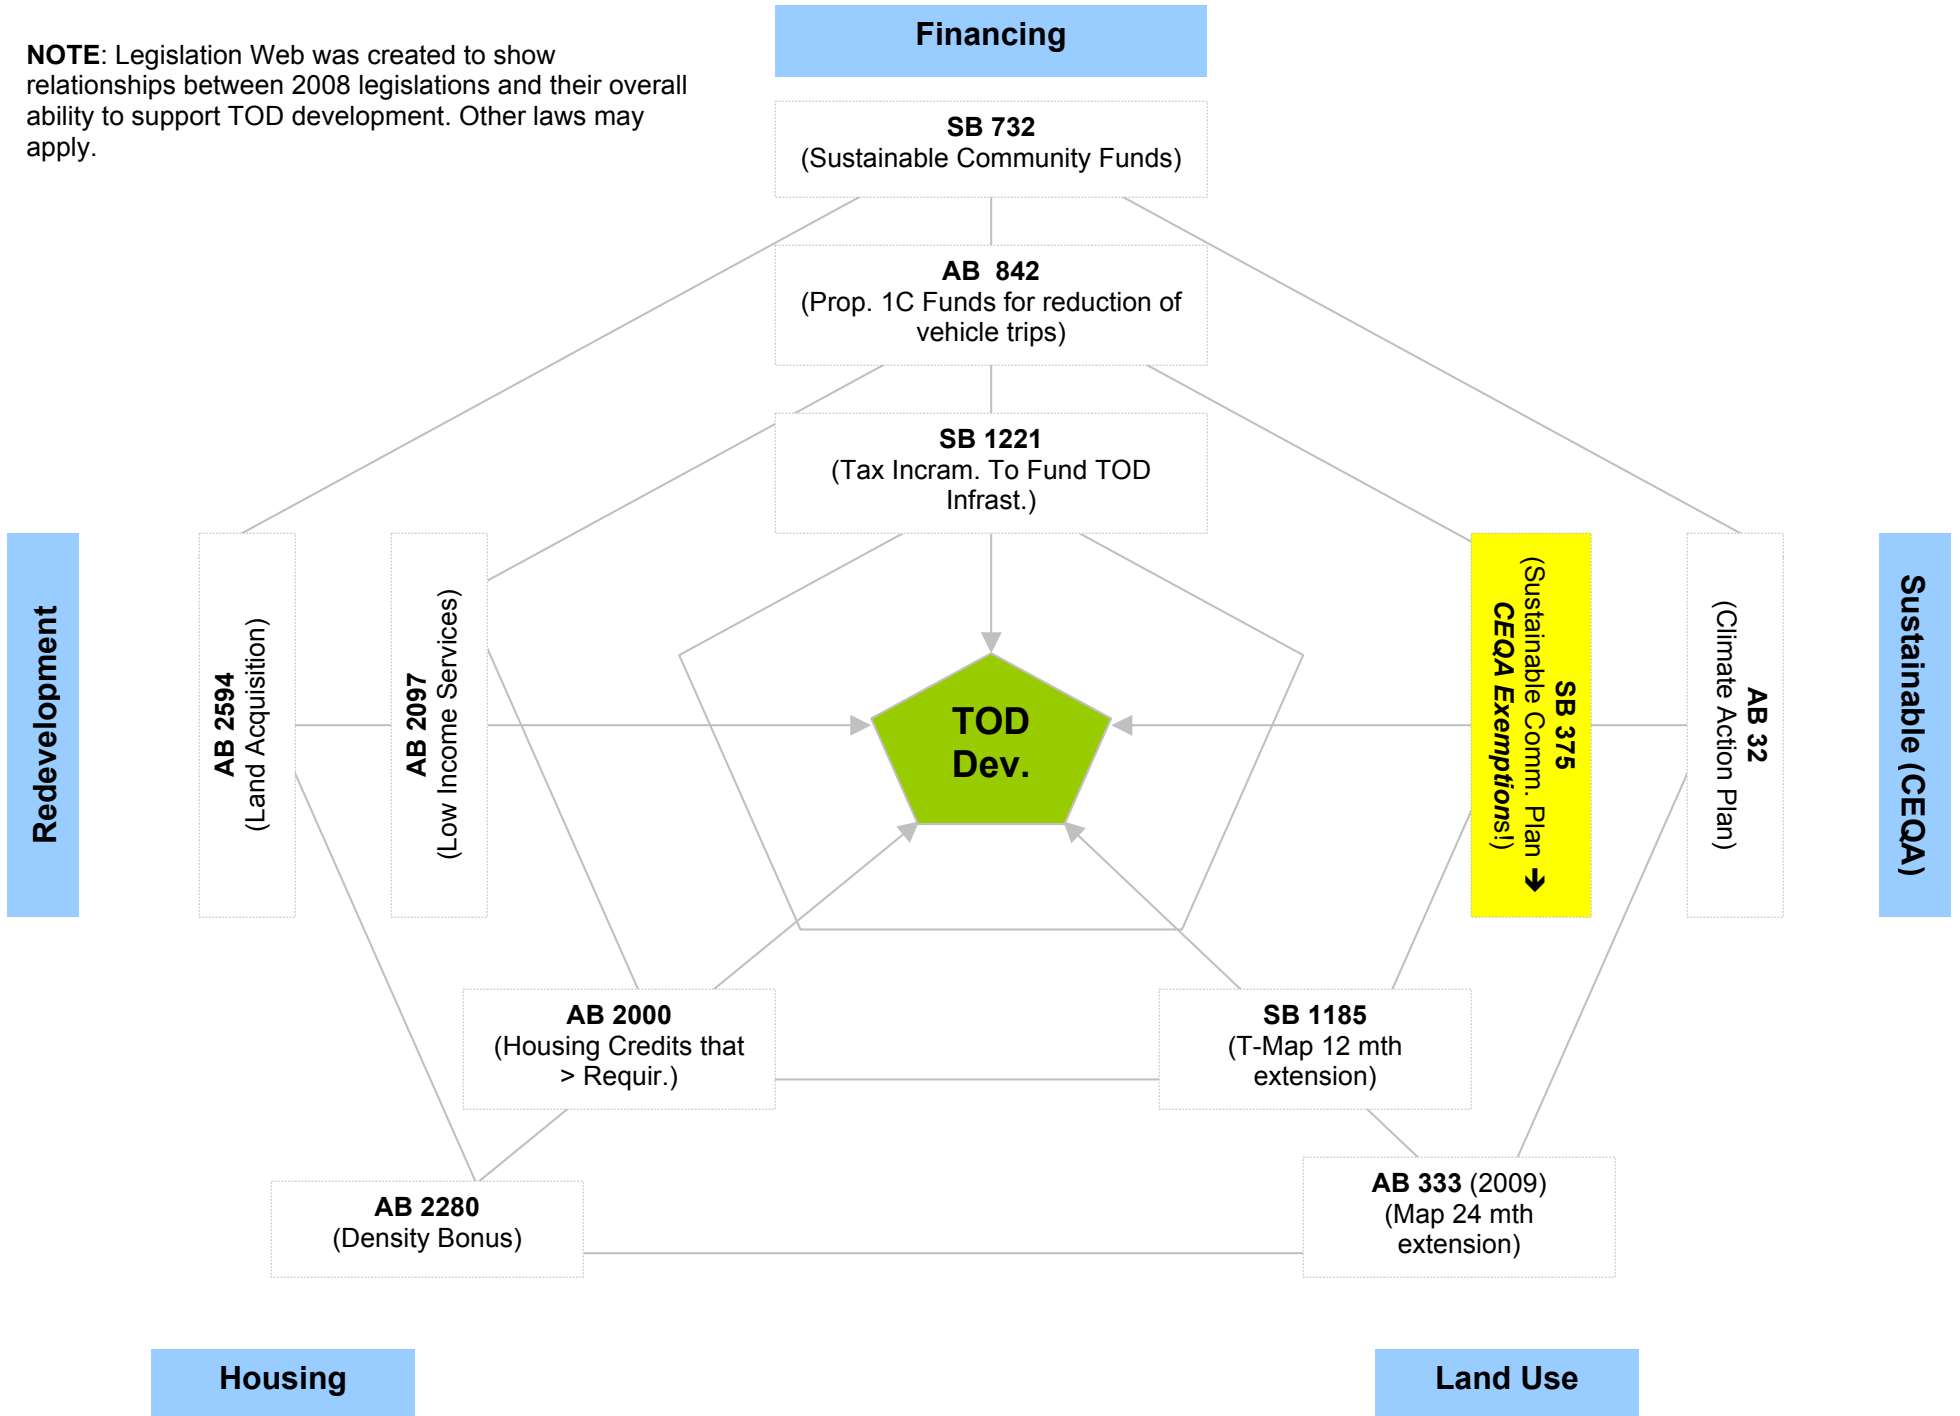 NOTE: Legislation Web was created to show
relationships between 2008 legislations and their overall
ability to support TOD development. Other laws may
apply.
Financing
SB 732
(Sustainable Community Funds)
AB 842
(Prop. 1C Funds for reduction of
vehicle trips)
SB 1221
(Tax Incram. To Fund TOD
Infrast.)
Redevelopment
AB 2594
(Land Acquisition)
AB 2097
(Low Income Services)
TOD
Dev.
SB 375
(Sustainable Comm. Plan ➔
CEQA Exemptions!)
AB 32
(Climate Action Plan)
Sustainable (CEQA)
AB 2000
(Housing Credits that
> Requir.)
SB 1185
(T-Map 12 mth
extension)
AB 2280
(Density Bonus)
AB 333 (2009)
(Map 24 mth
extension)
Housing
Land Use